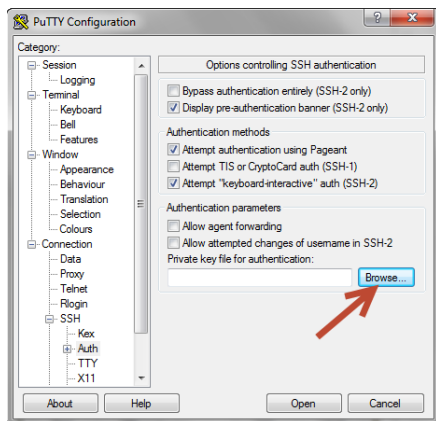 PuTTY Configuration
Category:
Session
Logging
Terminal
Keyboard
Bell
Features
Window
Appearance
Behaviour
Translation
Selection
Colours
Connection
Data
Proxy
Telnet
Rlogin
SSH
Kex
Auth
TTY
X11
Options controlling SSH authentication
Bypass authentication entirely (SSH-2 only)
Display pre-authentication banner (SSH-2 only)
Authentication methods
Attempt authentication using Pageant
Attempt TIS or CryptoCard auth (SSH-1)
Attempt "keyboard-interactive" auth (SSH-2)
Authentication parameters
Allow agent forwarding
Allow attempted changes of username in SSH-2
Private key file for authentication:
Browse...
About Help Open Cancel